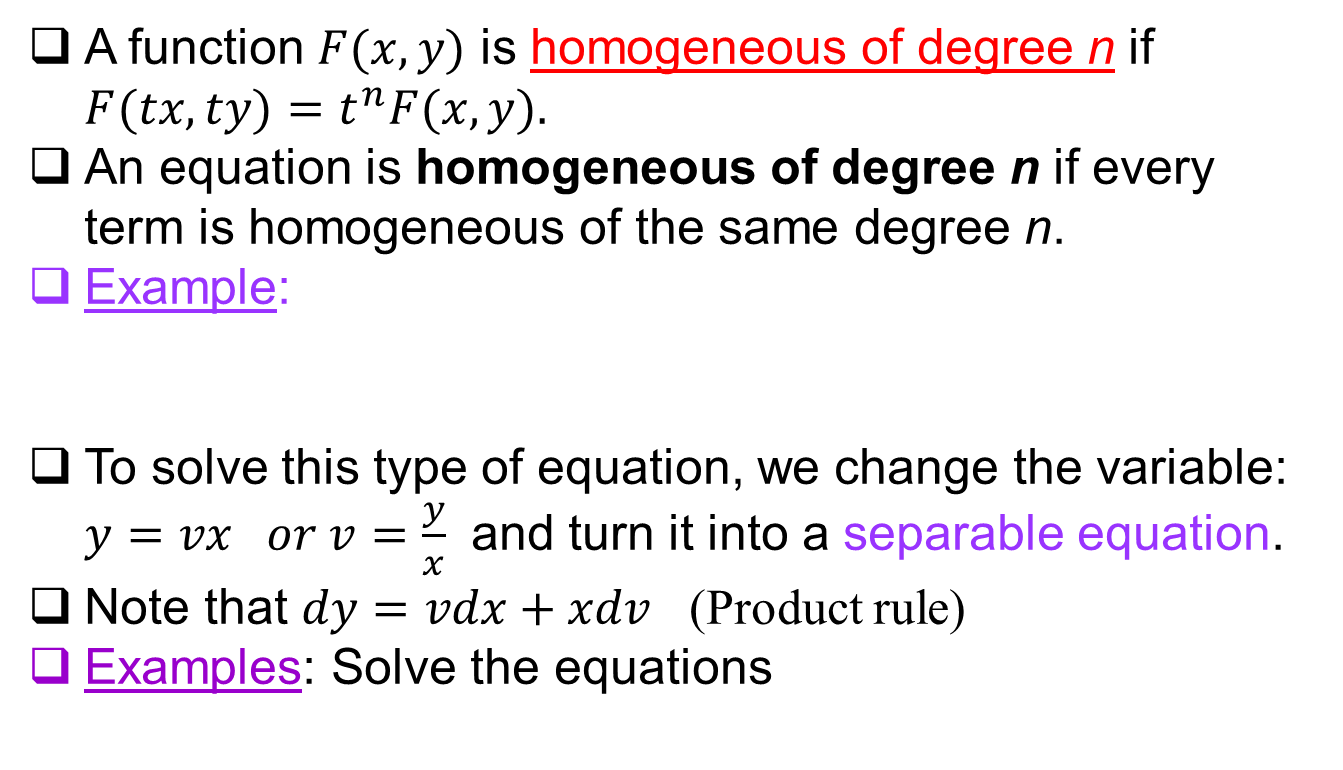 ❑ A function 𝐹(𝑥, 𝑦) is homogeneous of degree n if
𝐹(𝑡𝑥, 𝑡𝑦) = 𝑡ⁿ𝐹(𝑥, 𝑦).
❑ An equation is homogeneous of degree n if every
term is homogeneous of the same degree n.
❑ Example:
❑ To solve this type of equation, we change the variable:
𝑦 = 𝑣𝑥 𝑜𝑟 𝑣 = 𝑦/𝑥 and turn it into a separable equation.
❑ Note that 𝑑𝑦 = 𝑣𝑑𝑥 + 𝑥𝑑𝑣 (Product rule)
❑ Examples: Solve the equations